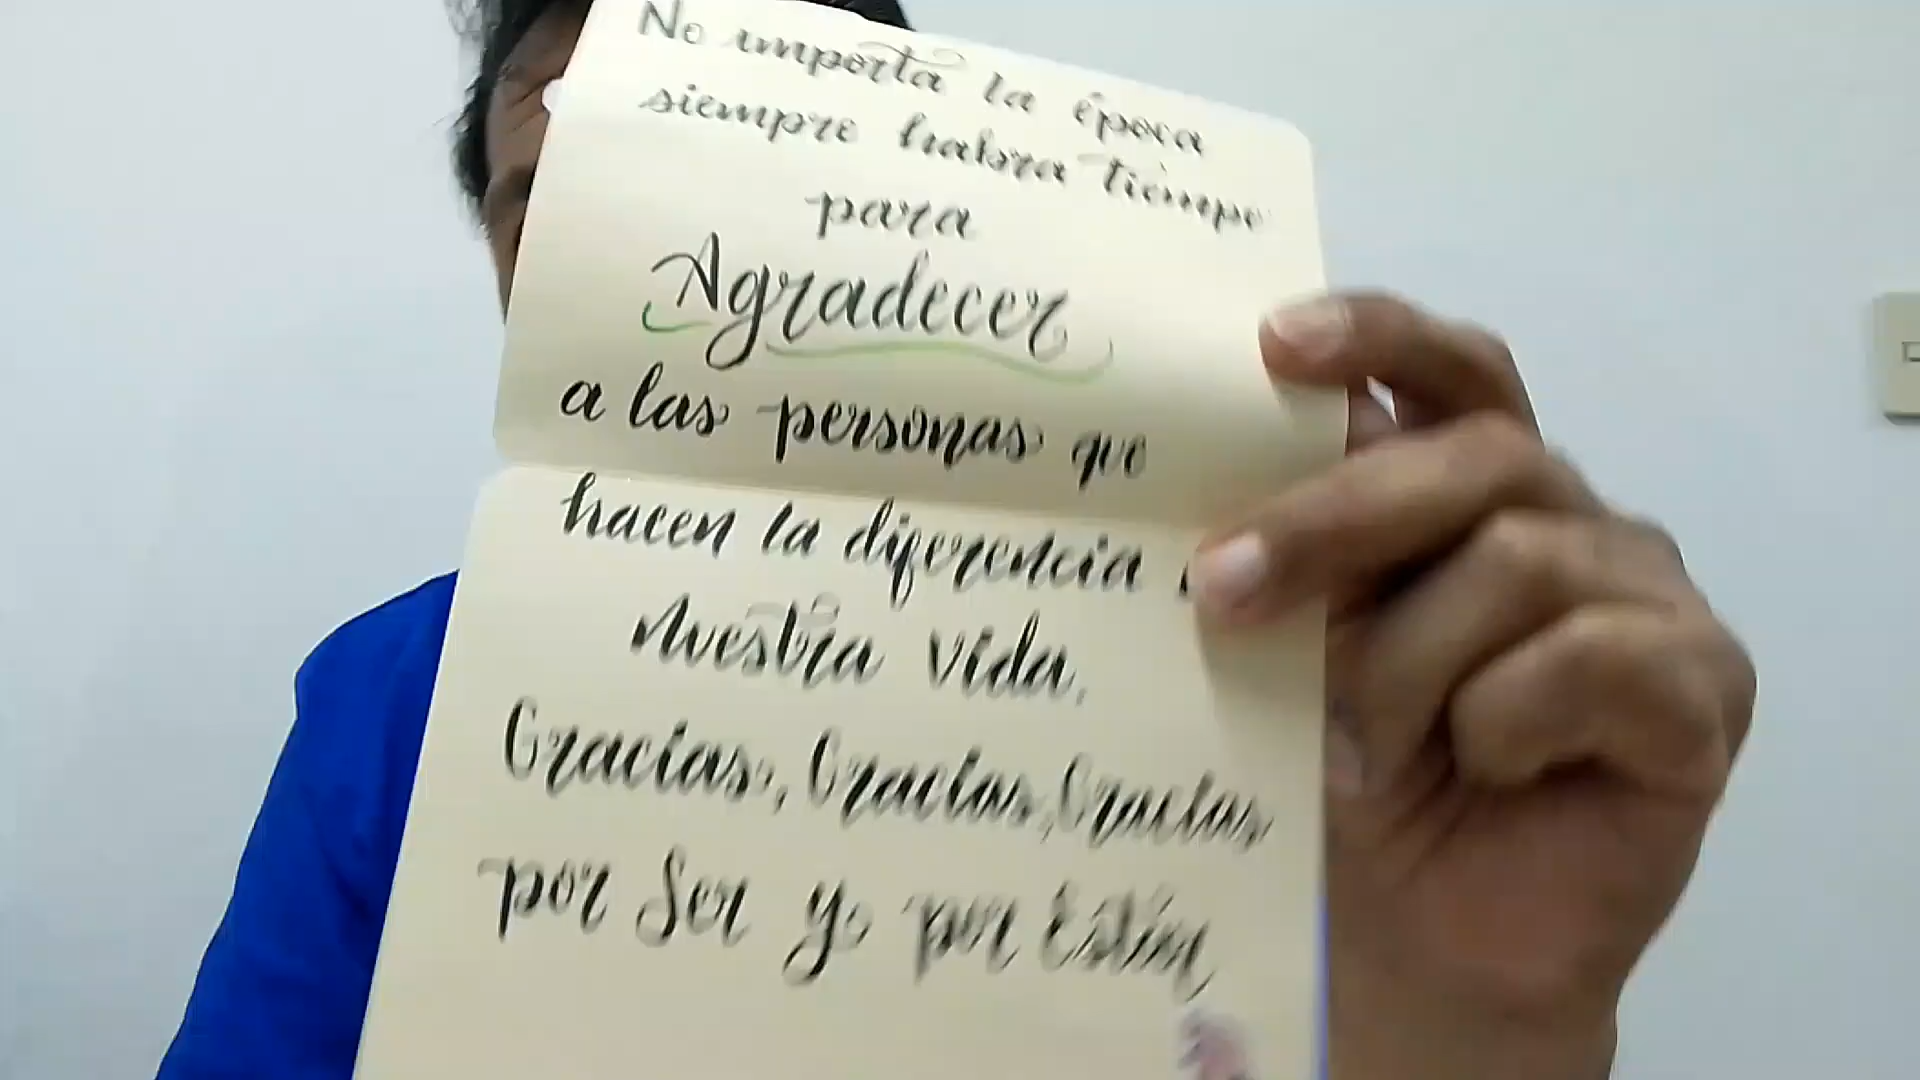 No importa la época
siempre habra tiempo
para
Agradecer
a las personas que
hacen la diferencia
nuestra vida.
Gracias, Gracias, Gracias,
por Ser y por Estar